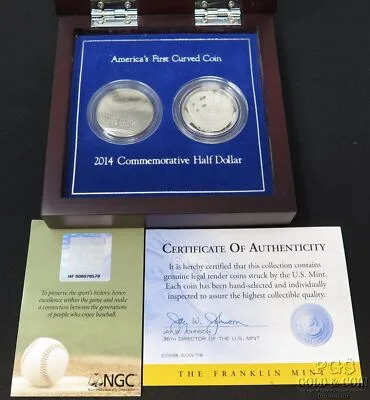 America's First Curved Coin
2014 Commemorative Half Dollar
HF 000074579
"To preserve the sport's history, honor
excellence within the game and make
a connection between the generations
of people who enjoy baseball."
NGC
CERTIFICATE OF AUTHENTICITY
It is hereby certified that this collection contains
genuine legal tender coins struck by the U.S. Mint.
Each coin has been hand-selected and individually
inspected to assure the highest collectible quality.
JAY W. JOHNSON
36TH DIRECTOR OF THE U.S. MINT
THE FRANKLIN MINT
PGS
GOLD & COIN